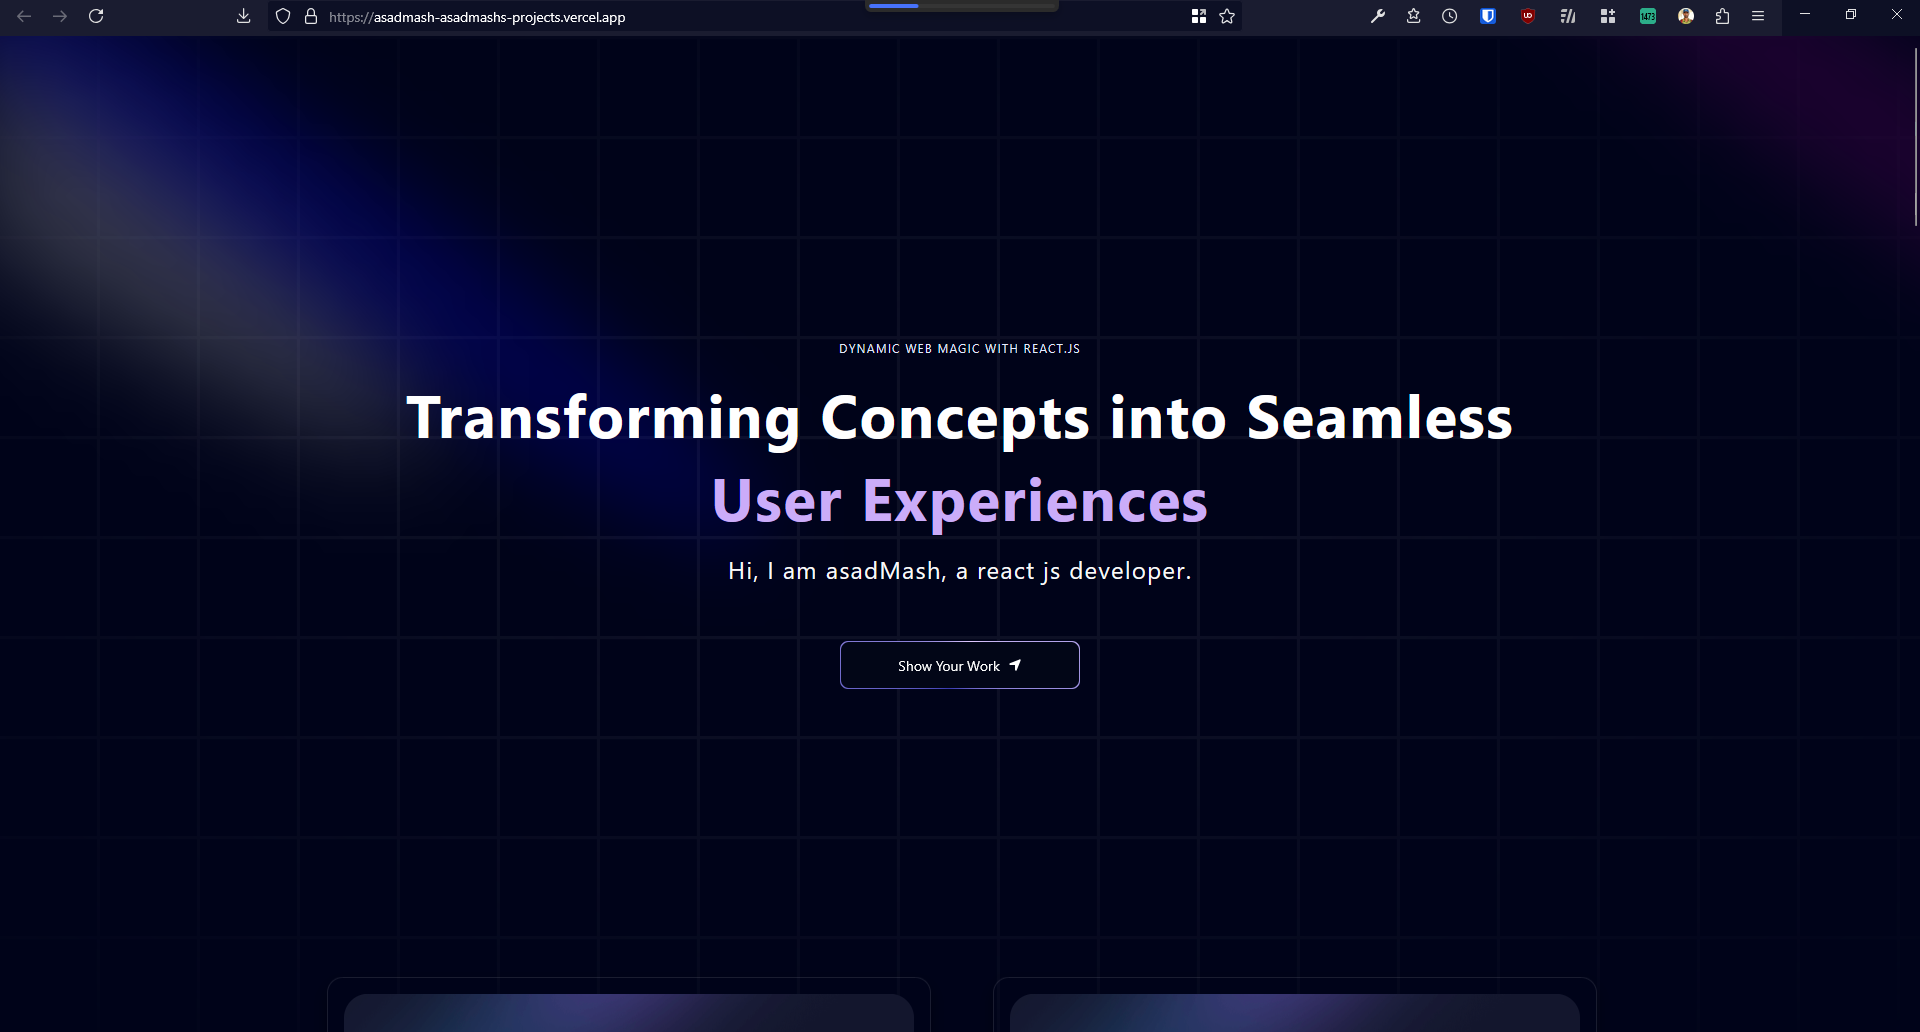 https://asadmash-asadmashs-projects.vercel.app
1473
DYNAMIC WEB MAGIC WITH REACT.JS
Transforming Concepts into Seamless
User Experiences
Hi, I am asadMash, a react js developer.
Show Your Work